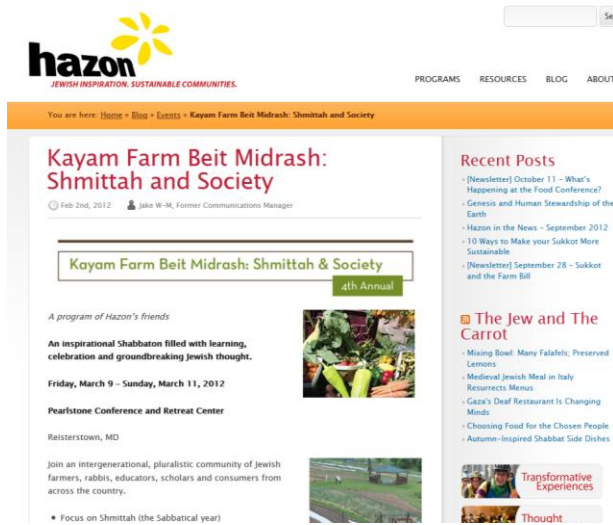 Se
hazon
JEWISH INSPIRATION. SUSTAINABLE COMMUNITIES.
PROGRAMS RESOURCES BLOG ABOUT
You are here: Home » Blog » Events » Kayam Farm Beit Midrash: Shmittah and Society
Kayam Farm Beit Midrash:
Shmittah and Society
Feb 2nd, 2012 Jake W-M, Former Communications Manager
Kayam Farm Beit Midrash: Shmittah & Society
4th Annual
A program of Hazon's friends
An inspirational Shabbaton filled with learning,
celebration and groundbreaking Jewish thought.
Friday, March 9 – Sunday, March 11, 2012
Pearlstone Conference and Retreat Center
Reisterstown, MD
Join an intergenerational, pluralistic community of Jewish
farmers, rabbis, educators, scholars and consumers from
across the country.
• Focus on Shmittah (the Sabbatical year)
Recent Posts
[Newsletter] October 11 – What's
Happening at the Food Conference?
Genesis and Human Stewardship of the
Earth
Hazon in the News – September 2012
10 Ways to Make your Sukkot More
Sustainable
[Newsletter] September 28 – Sukkot
and the Farm Bill
The Jew and The
Carrot
Mixing Bowl: Many Falafels; Preserved
Lemons
Medieval Jewish Meal in Italy
Resurrects Menus
Gaza's Deaf Restaurant Is Changing
Minds
Choosing Food for the Chosen People
Autumn-Inspired Shabbat Side Dishes
Transformative
Experiences
Thought